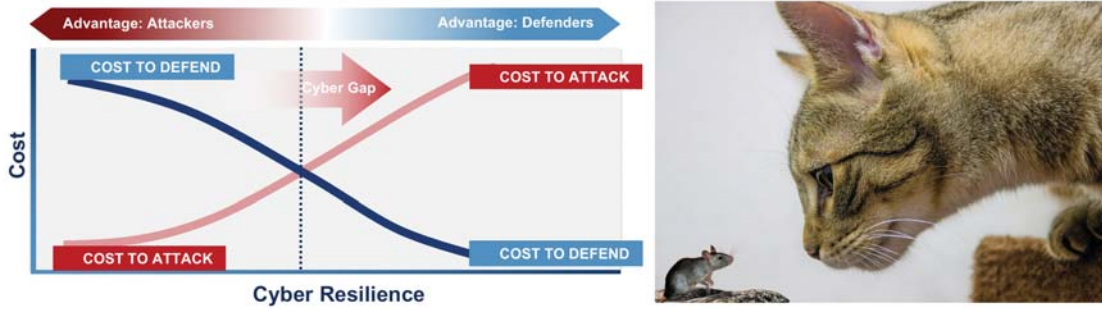 Advantage: Attackers
Advantage: Defenders
COST TO DEFEND
Cyber Gap
COST TO ATTACK
Cost
COST TO ATTACK
COST TO DEFEND
Cyber Resilience